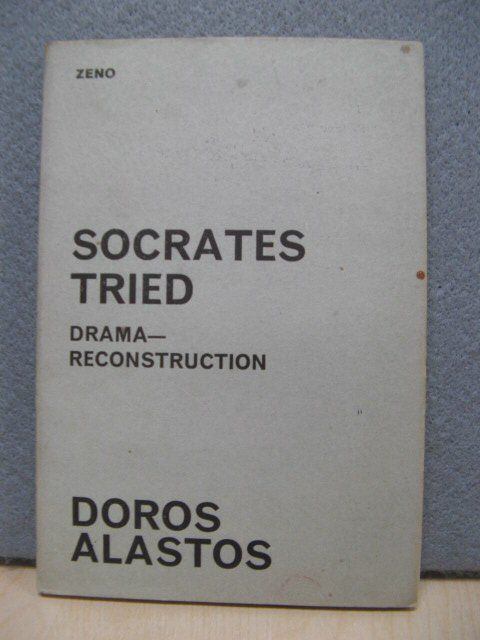 ZENO
SOCRATES
TRIED
DRAMA—
RECONSTRUCTION
DOROS
ALASTOS